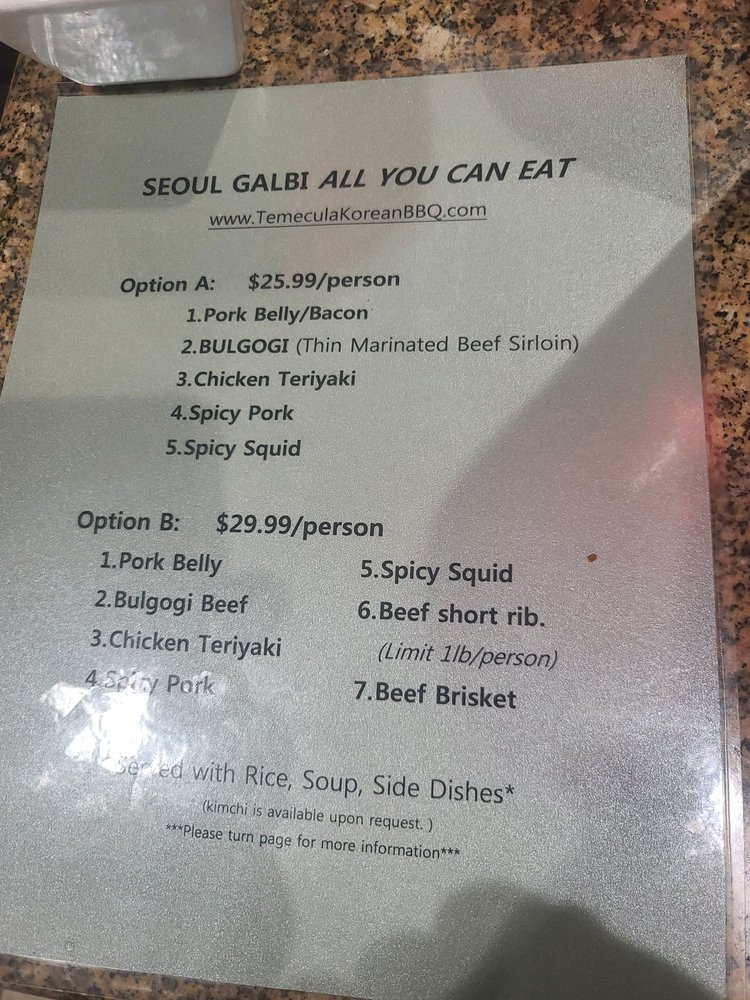 SEOUL GALBI ALL YOU CAN EAT
www.TemeculaKoreanBBQ.com
Option A: $25.99/person
1.Pork Belly/Bacon
2.BULGOGI (Thin Marinated Beef Sirloin)
3.Chicken Teriyaki
4.Spicy Pork
5.Spicy Squid
Option B: $29.99/person
1.Pork Belly
2.Bulgogi Beef
3.Chicken Teriyaki
4.Spicy Pork
5.Spicy Squid
6.Beef short rib.
(Limit 1lb/person)
7.Beef Brisket
Served with Rice, Soup, Side Dishes*
(kimchi is available upon request. )
***Please turn page for more information***